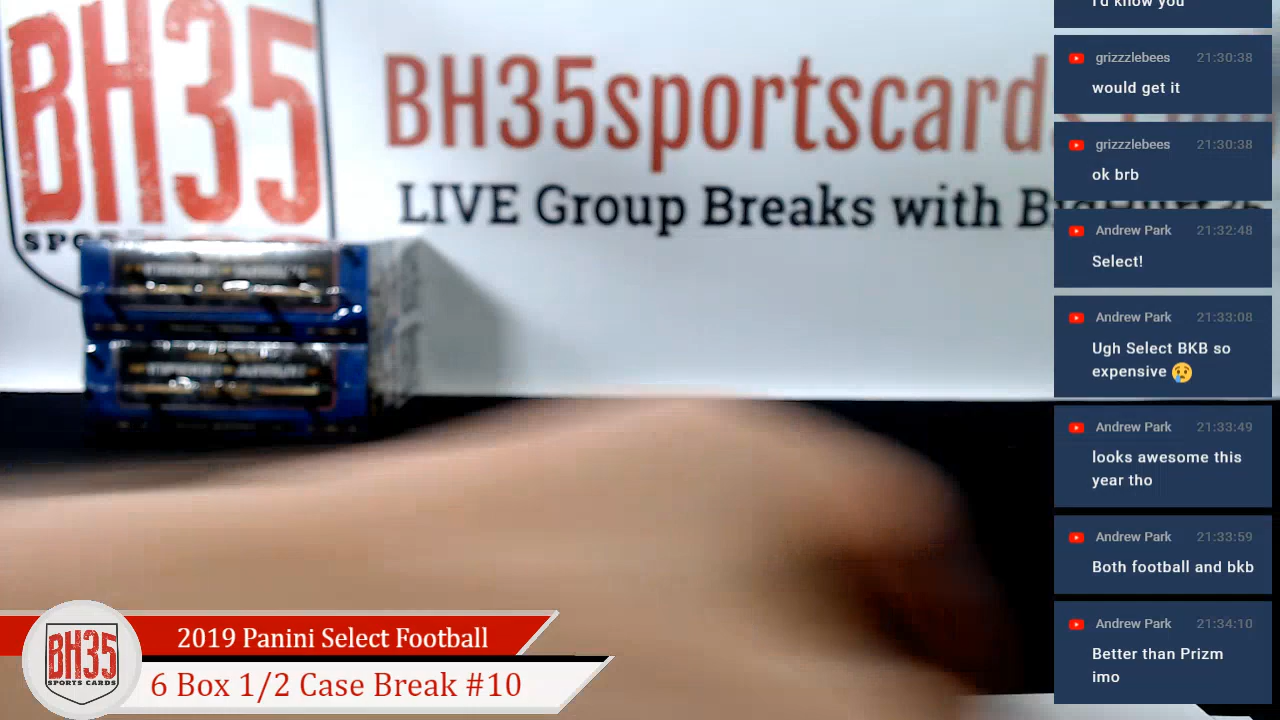 BH35
SPO
BH35sportscard
LIVE Group Breaks with
I'd know you
grizzzlebees 21:30:38
would get it
grizzzlebees 21:30:38
ok brb
Andrew Park 21:32:48
Select!
Andrew Park 21:33:08
Ugh Select BKB so
expensive 😢
Andrew Park 21:33:49
looks awesome this
year tho
Andrew Park 21:33:59
Both football and bkb
Andrew Park 21:34:10
Better than Prizm
imo
BH35
SPORTS CARDS
2019 Panini Select Football
6 Box 1/2 Case Break #10